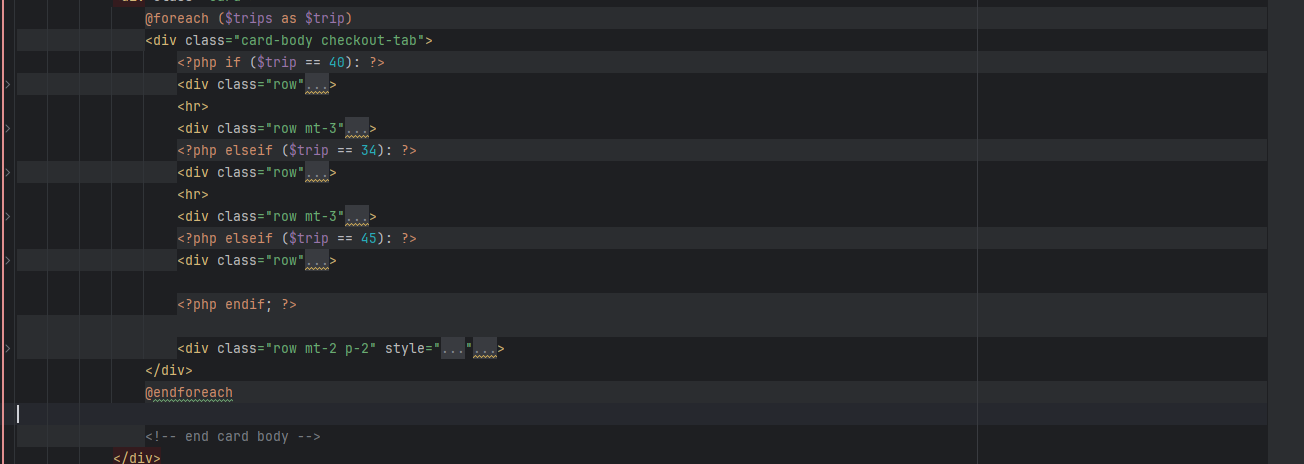 @foreach ($trips as $trip)
<div class="card-body checkout-tab">
<?php if ($trip == 40): ?>
<div class="row"...>
<hr>
<div class="row mt-3"...>
<?php elseif ($trip == 34): ?>
<div class="row"...>
<hr>
<div class="row mt-3"...>
<?php elseif ($trip == 45): ?>
<div class="row"...>
<?php endif; ?>
<div class="row mt-2 p-2" style="..."...>
</div>
@endforeach
<!-- end card body -->
</div>